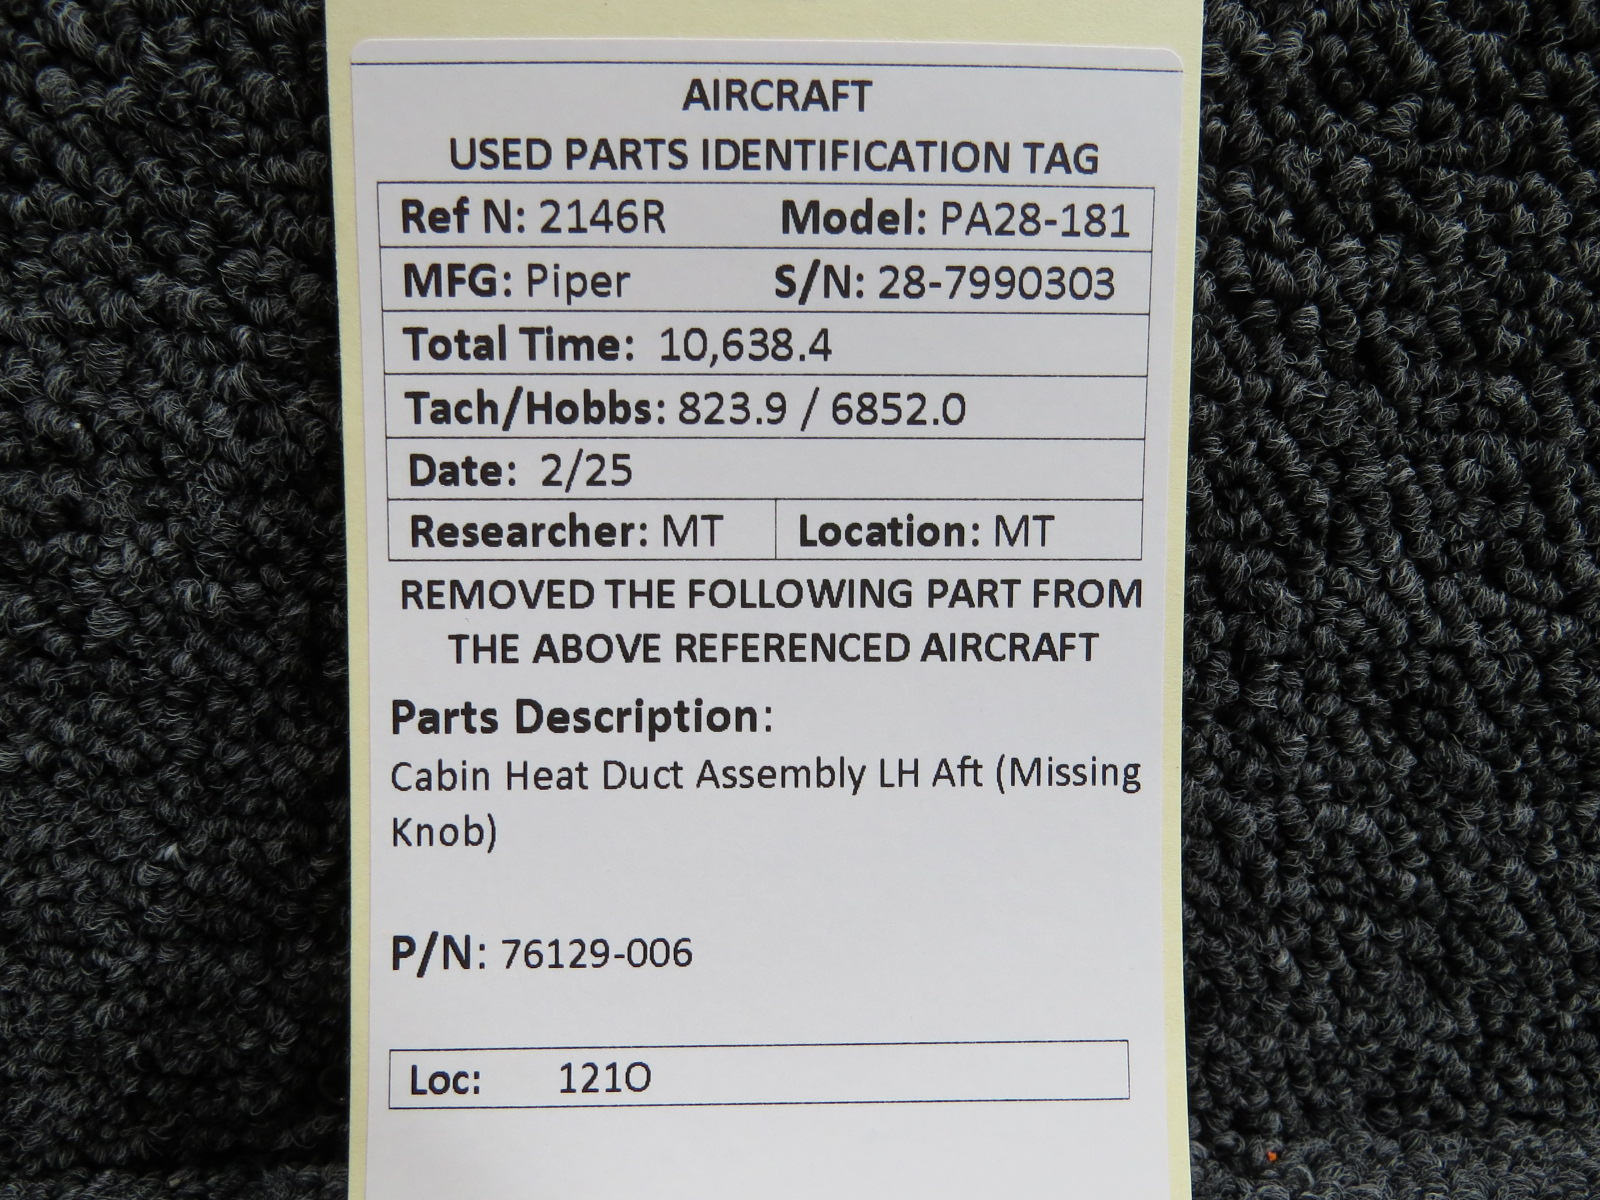 AIRCRAFT
USED PARTS IDENTIFICATION TAG
Ref N: 2146R Model: PA28-181
MFG: Piper S/N: 28-7990303
Total Time: 10,638.4
Tach/Hobbs: 823.9 / 6852.0
Date: 2/25
Researcher: MT Location: MT
REMOVED THE FOLLOWING PART FROM
THE ABOVE REFERENCED AIRCRAFT
Parts Description:
Cabin Heat Duct Assembly LH Aft (Missing
Knob)
P/N: 76129-006
Loc: 121O